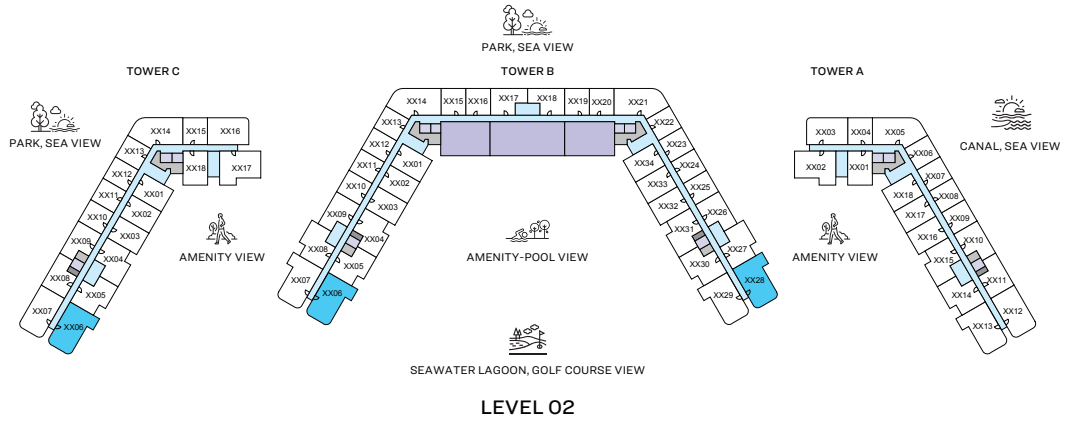 PARK, SEA VIEW
TOWER C
TOWER B
TOWER A
PARK, SEA VIEW
CANAL, SEA VIEW
XX14
XX15
XX16
XX13
XX18
XX17
XX12
XX01
XX11
XX02
XX10
XX03
XX09
XX04
XX08
XX05
XX07
XX06
XX14
XX15
XX16
XX17
XX18
XX19
XX20
XX21
XX13
XX22
XX12
XX01
XX34
XX23
XX11
XX02
XX33
XX24
XX10
XX03
XX32
XX25
XX09
XX04
XX31
XX26
XX08
XX05
XX30
XX27
XX07
XX06
XX29
XX28
XX03
XX04
XX05
XX02
XX01
XX06
XX18
XX07
XX17
XX08
XX16
XX09
XX15
XX10
XX14
XX11
XX13
XX12
AMENITY VIEW
AMENITY-POOL VIEW
AMENITY VIEW
SEAWATER LAGOON, GOLF COURSE VIEW
LEVEL 02